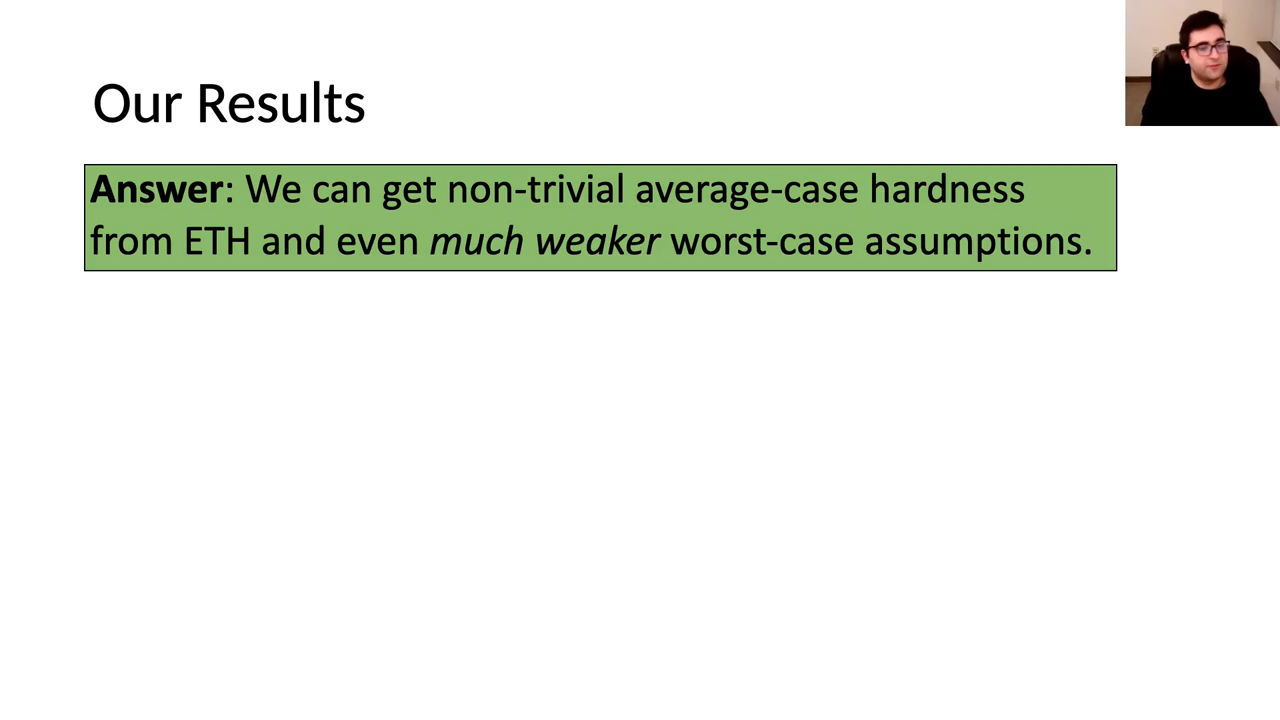 Our Results
Answer: We can get non-trivial average-case hardness
from ETH and even much weaker worst-case assumptions.